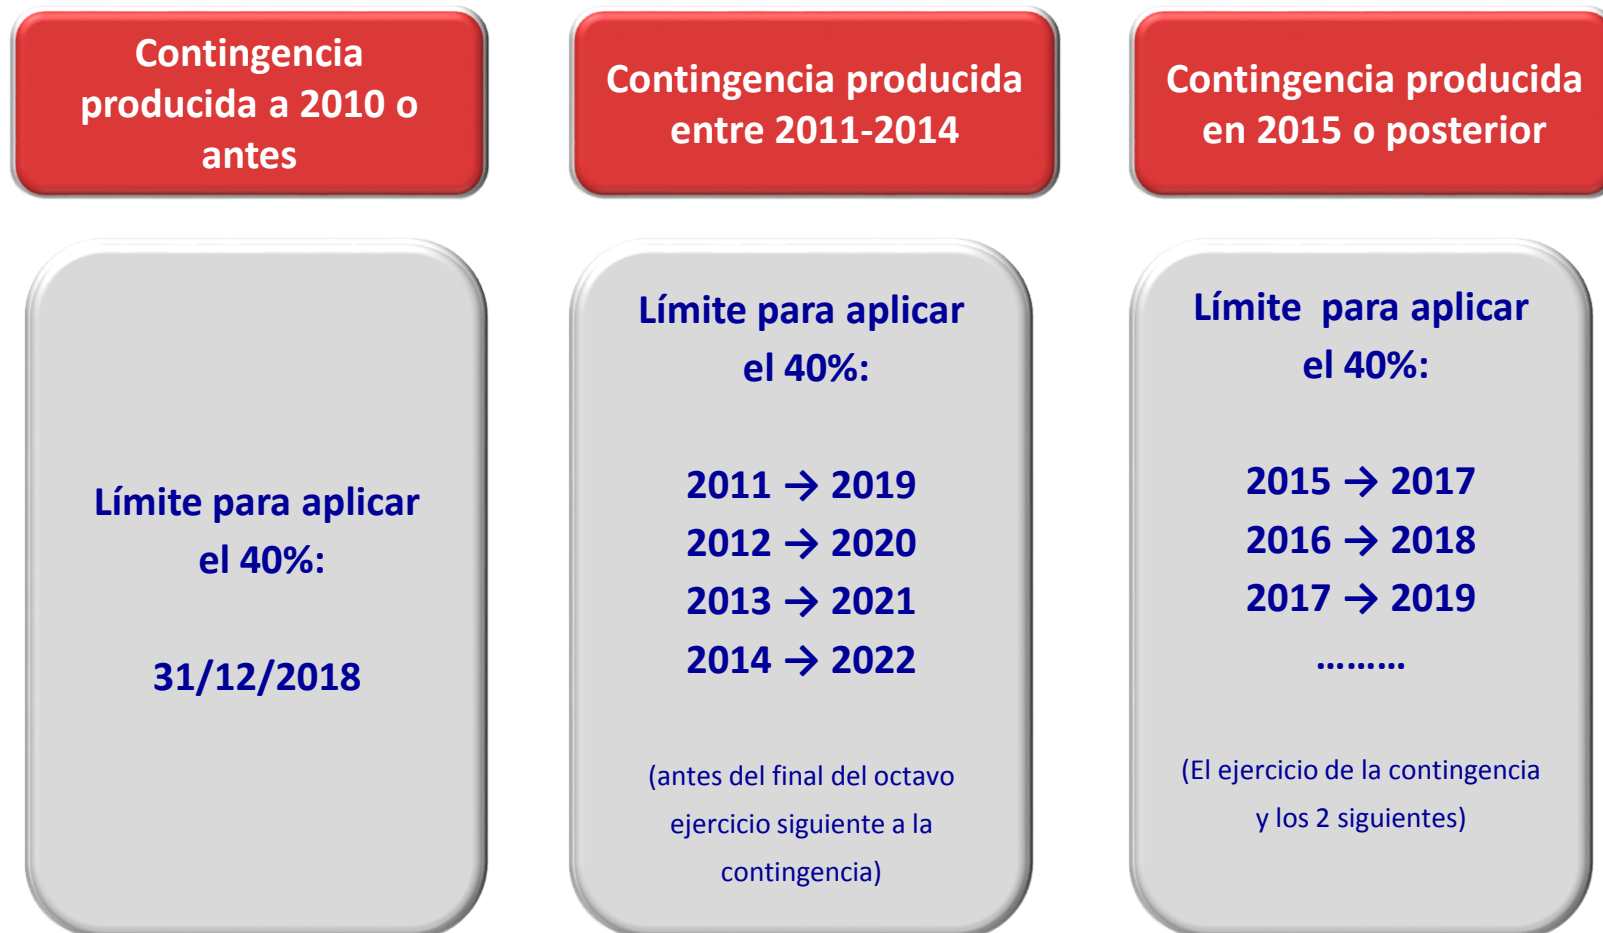 Contingencia
producida a 2010 o
antes
Límite para aplicar
el 40%:
31/12/2018
Contingencia producida
entre 2011-2014
Límite para aplicar
el 40%:
2011 → 2019
2012 → 2020
2013 → 2021
2014 → 2022
(antes del final del octavo
ejercicio siguiente a la
contingencia)
Contingencia producida
en 2015 o posterior
Límite para aplicar
el 40%:
2015 → 2017
2016 → 2018
2017 → 2019
.........
(El ejercicio de la contingencia
y los 2 siguientes)